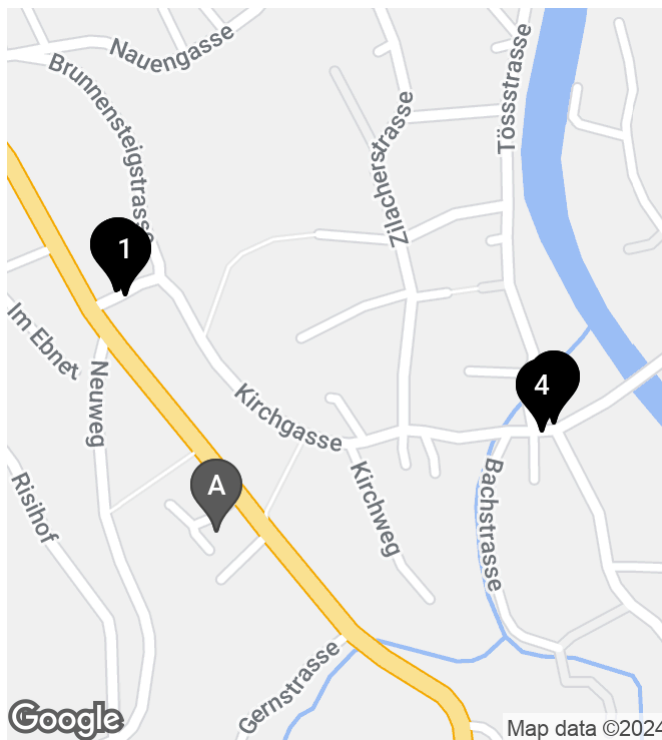 Nauengasse
Brunnensteigstrasse
Tössstrasse
Zilacherstrasse
1
Im Ebnet
Neuweg
4
Kirchgasse
Risihof
A
Kirchweg
Bachstrasse
Gernstrasse
Google
Map data ©2024